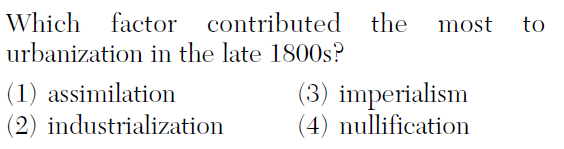 Which factor contributed the most to
urbanization in the late 1800s?
(1) assimilation (3) imperialism
(2) industrialization (4) nullification